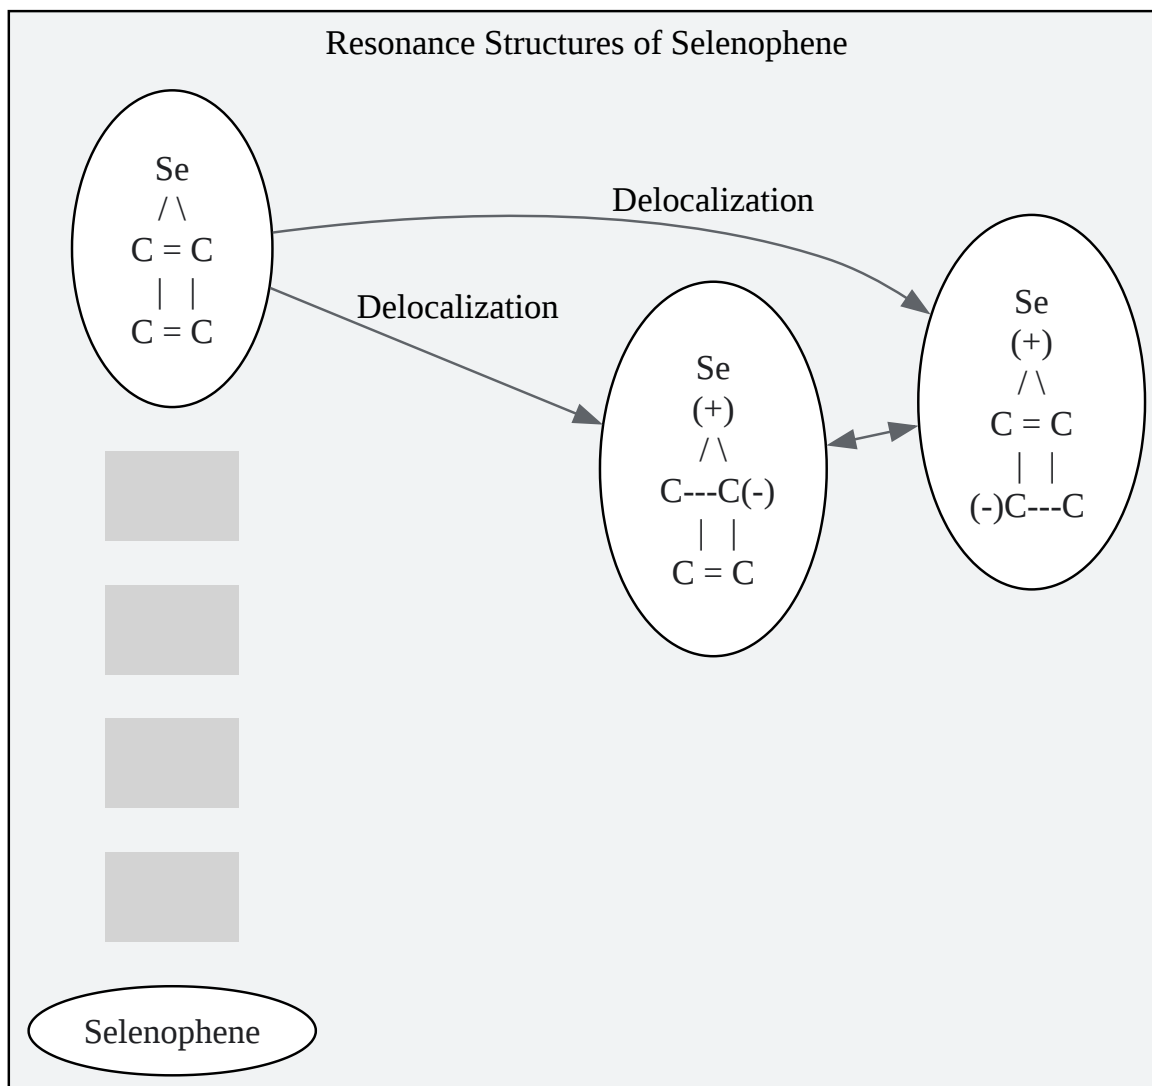 Resonance Structures of Selenophene
Se
/ \
C = C
|   |
C = C
Delocalization
Delocalization
Se
(+)
/ \
C---C(-)
|   |
C = C
Se
(+)
/ \
C = C
|   |
(-)C---C
Selenophene